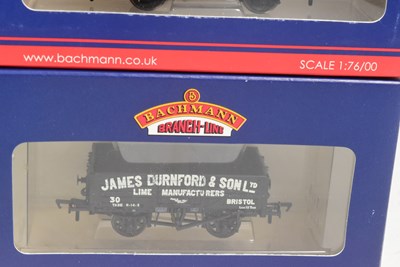 www.bachmann.co.uk
SCALE 1:76/00
BACHMANN
BRANCH-LINE
JAMES DURNFORD & SON LTD
LIME MANUFACTURERS
30
BRISTOL